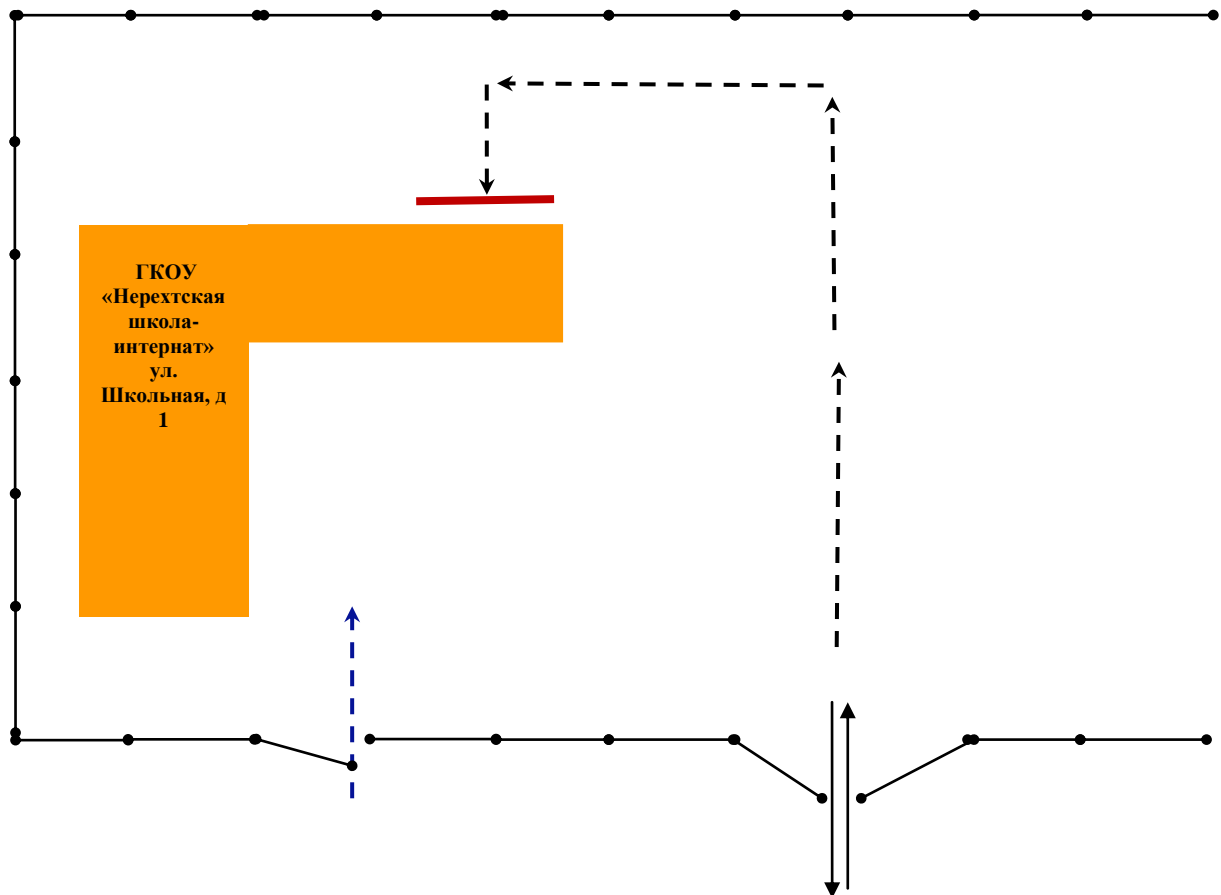 ГКОУ
«Нерехтская
школа-
интернат»
ул.
Школьная, д
1